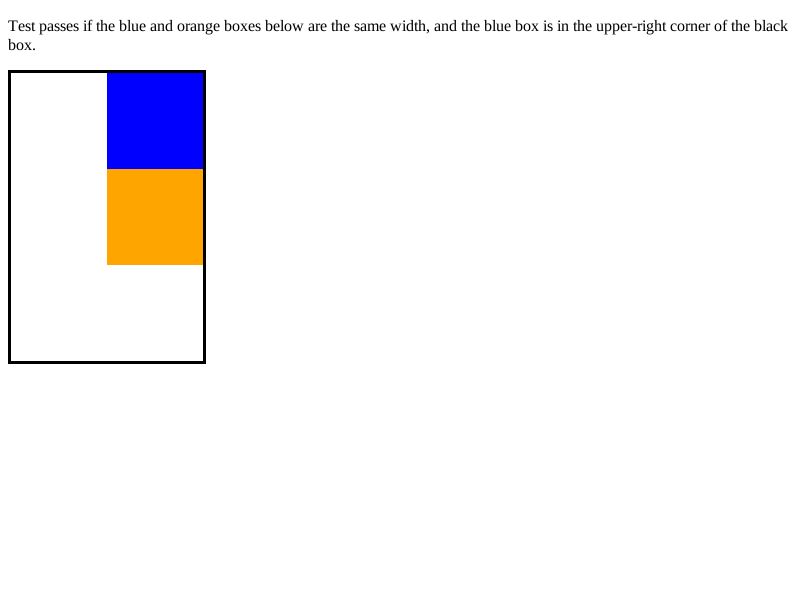 Test passes if the blue and orange boxes below are the same width, and the blue box is in the upper-right corner of the black
box.